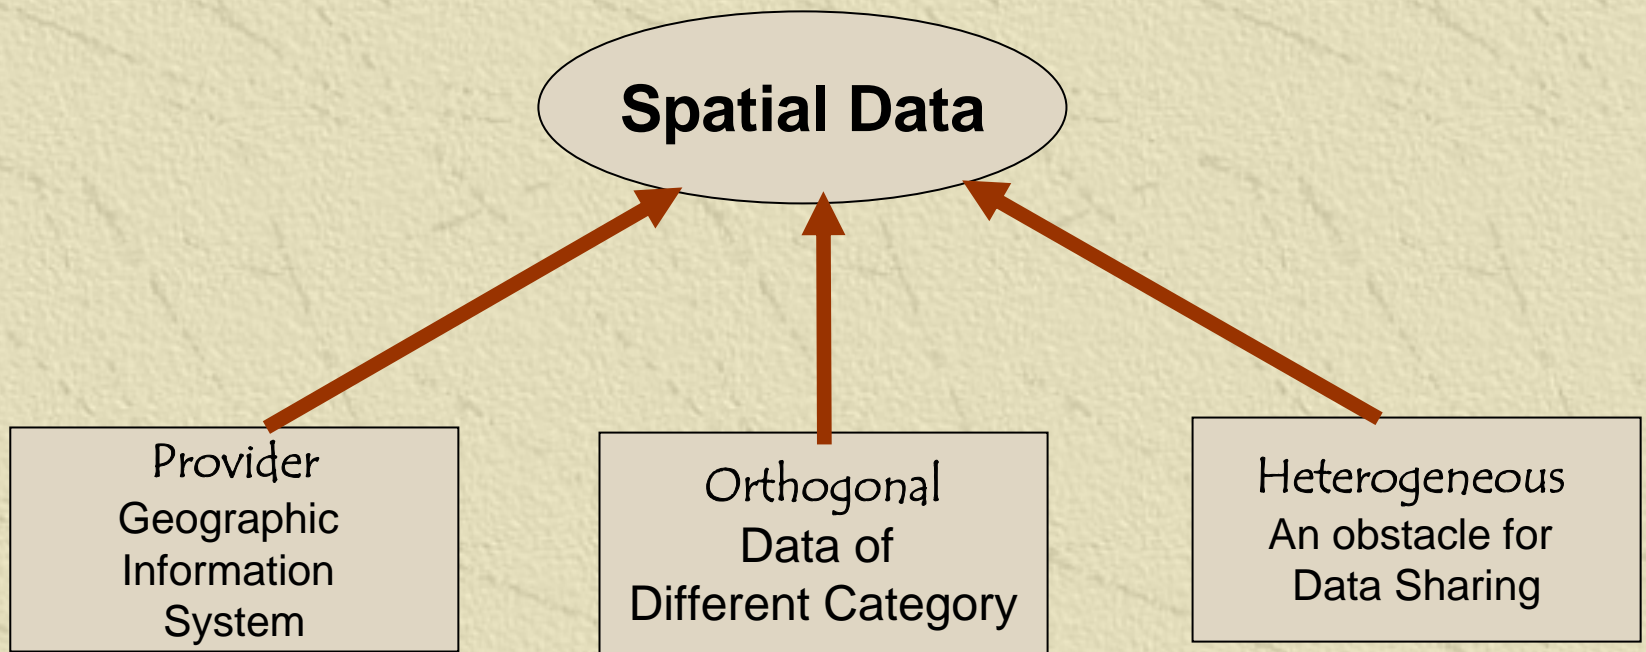 Spatial Data
Provider
Geographic
Information
System
Orthogonal
Data of
Different Category
Heterogeneous
An obstacle for
Data Sharing